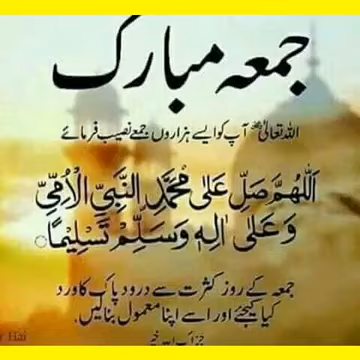 جمعہ مبارک
اللہ تعالیٰ آپ کو ایسے ہزاروں جمعے نصیب فرمائے
اَللّٰهُمَّ صَلِّ عَلٰى مُحَمَّدِ النَّبِيِّ الْاُمِّيِّ
وَعَلٰى اٰلِهٖ وَسَلِّمْ تَسْلِيْمًا
جمعہ کے روز کثرت سے درود پاک کا ورد
کیا کیجئے اور اسے اپنا معمول بنا لیں.
Hai